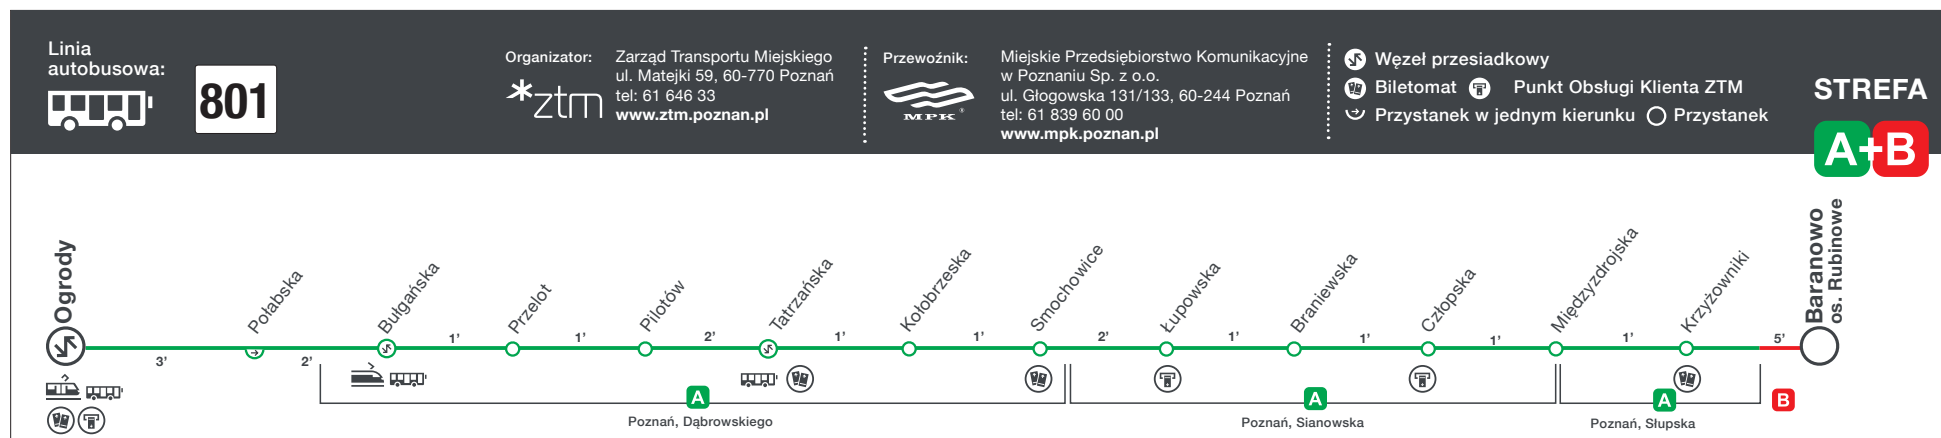 Linia
autobusowa:
801
Organizator:
*ztm
Zarząd Transportu Miejskiego
ul. Matejki 59, 60-770 Poznań
tel: 61 646 33
www.ztm.poznan.pl
Przewoźnik:
MPK
Miejskie Przedsiębiorstwo Komunikacyjne
w Poznaniu Sp. z o.o.
ul. Głogowska 131/133, 60-244 Poznań
tel: 61 839 60 00
www.mpk.poznan.pl
Węzeł przesiadkowy
Biletomat Punkt Obsługi Klienta ZTM
Przystanek w jednym kierunku Przystanek
STREFA
A+B
Ogrody
Połabska
Bułgańska
Przelot
Pilotów
Tatrzańska
Kołobrzeska
Smochowice
Łupowska
Braniewska
Człopska
Międzyzdrojska
Krzyżowniki
Baranowo
os. Rubinowe
3’ 2’ 1’ 1’ 2’ 1’ 1’ 2’ 1’ 1’ 1’ 1’ 5’
A A A B
Poznań, Dąbrowskiego
Poznań, Sianowska
Poznań, Słupska